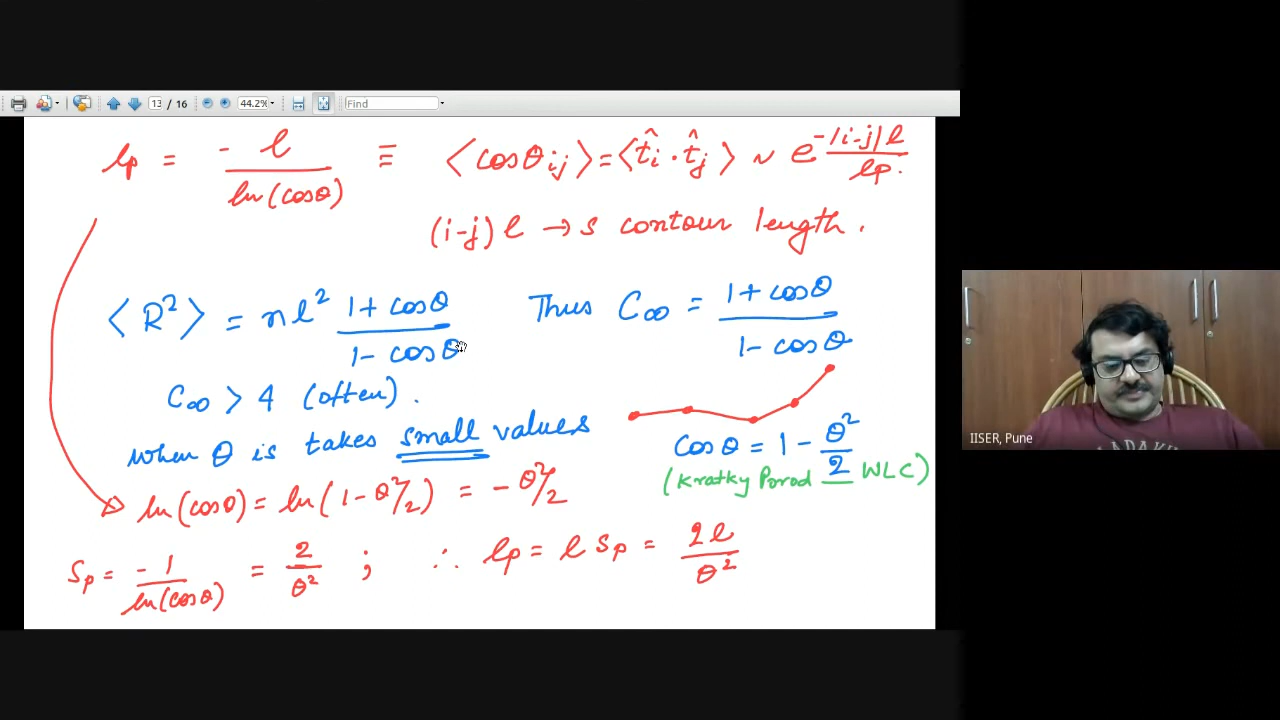 13 / 16 44.2% Find
lp = - l / ln(cosθ) ≡ ⟨cosθij⟩ = ⟨t̂i · t̂j⟩ ~ e^(-|i-j|l / lp).
(i-j) l → s contour length.
⟨R²⟩ = n l² (1 + cosθ) / (1 - cosθ) Thus C∞ = (1 + cosθ) / (1 - cosθ)
C∞ > 4 (often).
when θ is takes small values
cosθ = 1 - θ²/2
(Kratky Porod WLC)
ln(cosθ) = ln(1 - θ²/2) = - θ²/2
Sp = -1 / ln(cosθ) = 2 / θ² ; ∴ lp = l Sp = 2l / θ²
IISER, Pune